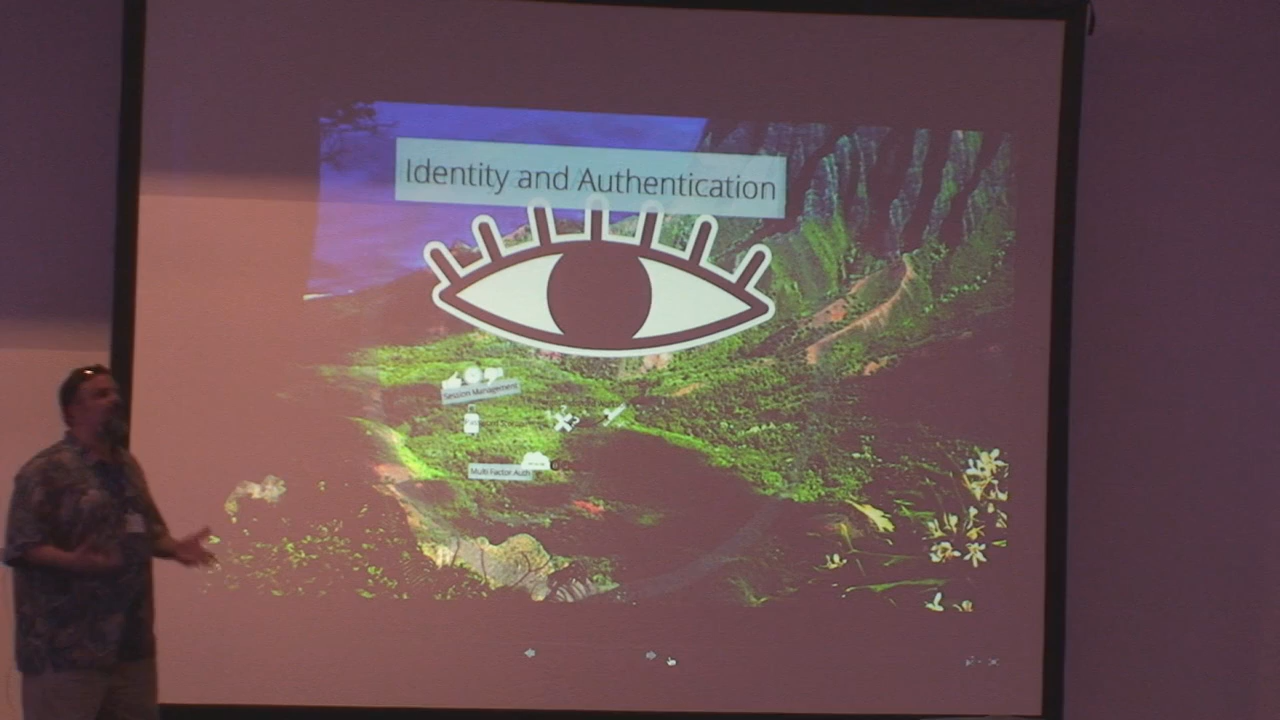 Identity and Authentication
Session Management
Multi Factor Auth